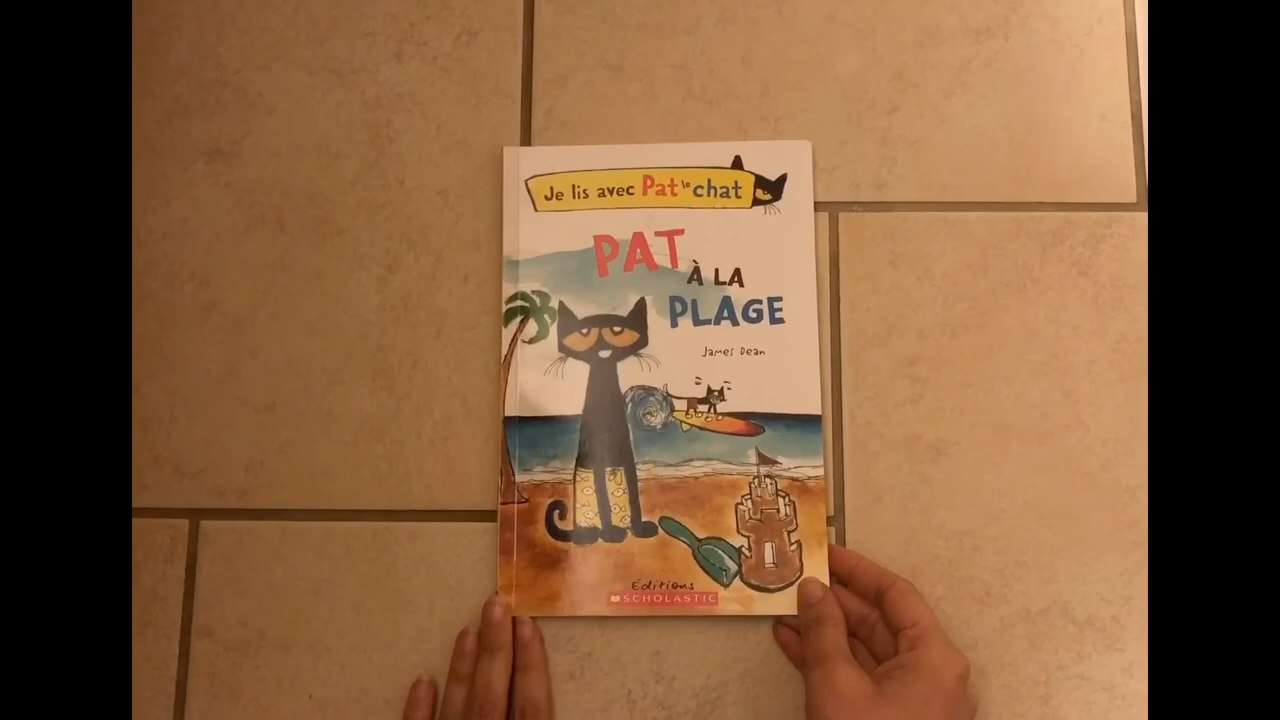 Je lis avec Pat le chat
PAT
À LA
PLAGE
James Dean
Éditions
SCHOLASTIC